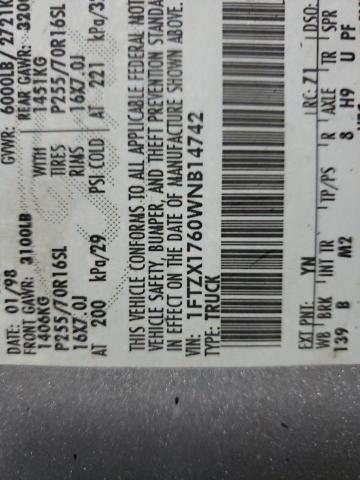 DATE: 01/98 GVWR: 6000LB/ 2721K
FRONT GAWR: 3100LB REAR GAWR: 3200
1406KG WITH 1451KG
P255/70R16SL TIRES P255/70R16SL
16X7.0J RIMS 16X7.0J
AT 200 kPa/29 PSI COLD AT 221 kPa/32
THIS VEHICLE CONFORMS TO ALL APPLICABLE FEDERAL MOT
VEHICLE SAFETY, BUMPER, AND THEFT PREVENTION STANDA
IN EFFECT ON THE DATE OF MANUFACTURE SHOWN ABOVE.
VIN: 1FTZX1760WNB14742
TYPE: TRUCK
EXT PNT: YN RC: 71 DSO:
WB BRK INT TR TP/PS R AXLE TR SPR
139 B M2 8 H9 U PF